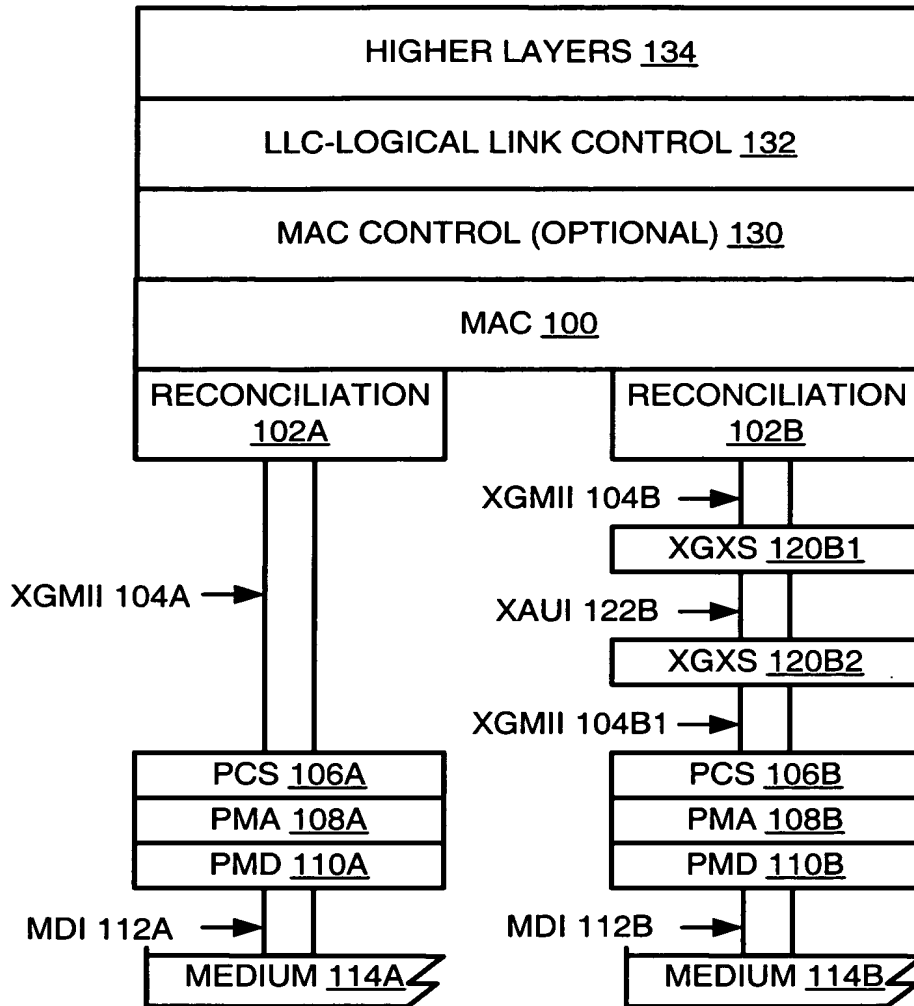 HIGHER LAYERS 134
LLC-LOGICAL LINK CONTROL 132
MAC CONTROL (OPTIONAL) 130
MAC 100
RECONCILIATION
102A
RECONCILIATION
102B
XGMII 104B
XGXS 120B1
XGMII 104A
XAUI 122B
XGXS 120B2
XGMII 104B1
PCS 106A
PCS 106B
PMA 108A
PMA 108B
PMD 110A
PMD 110B
MDI 112A
MDI 112B
MEDIUM 114A
MEDIUM 114B